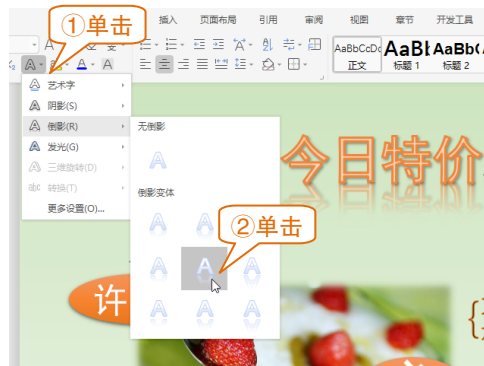 ①单击
插入 页面布局 引用 审阅 视图 章节 开发工具
AaBbCcDd AaBb AaBb(
正文 标题 1 标题 2
艺术字
阴影(S)
倒影(R)
发光(G)
三维旋转(D)
abc 转换(T)
更多设置(O)...
无倒影
倒影变体
②单击
今日特价
许